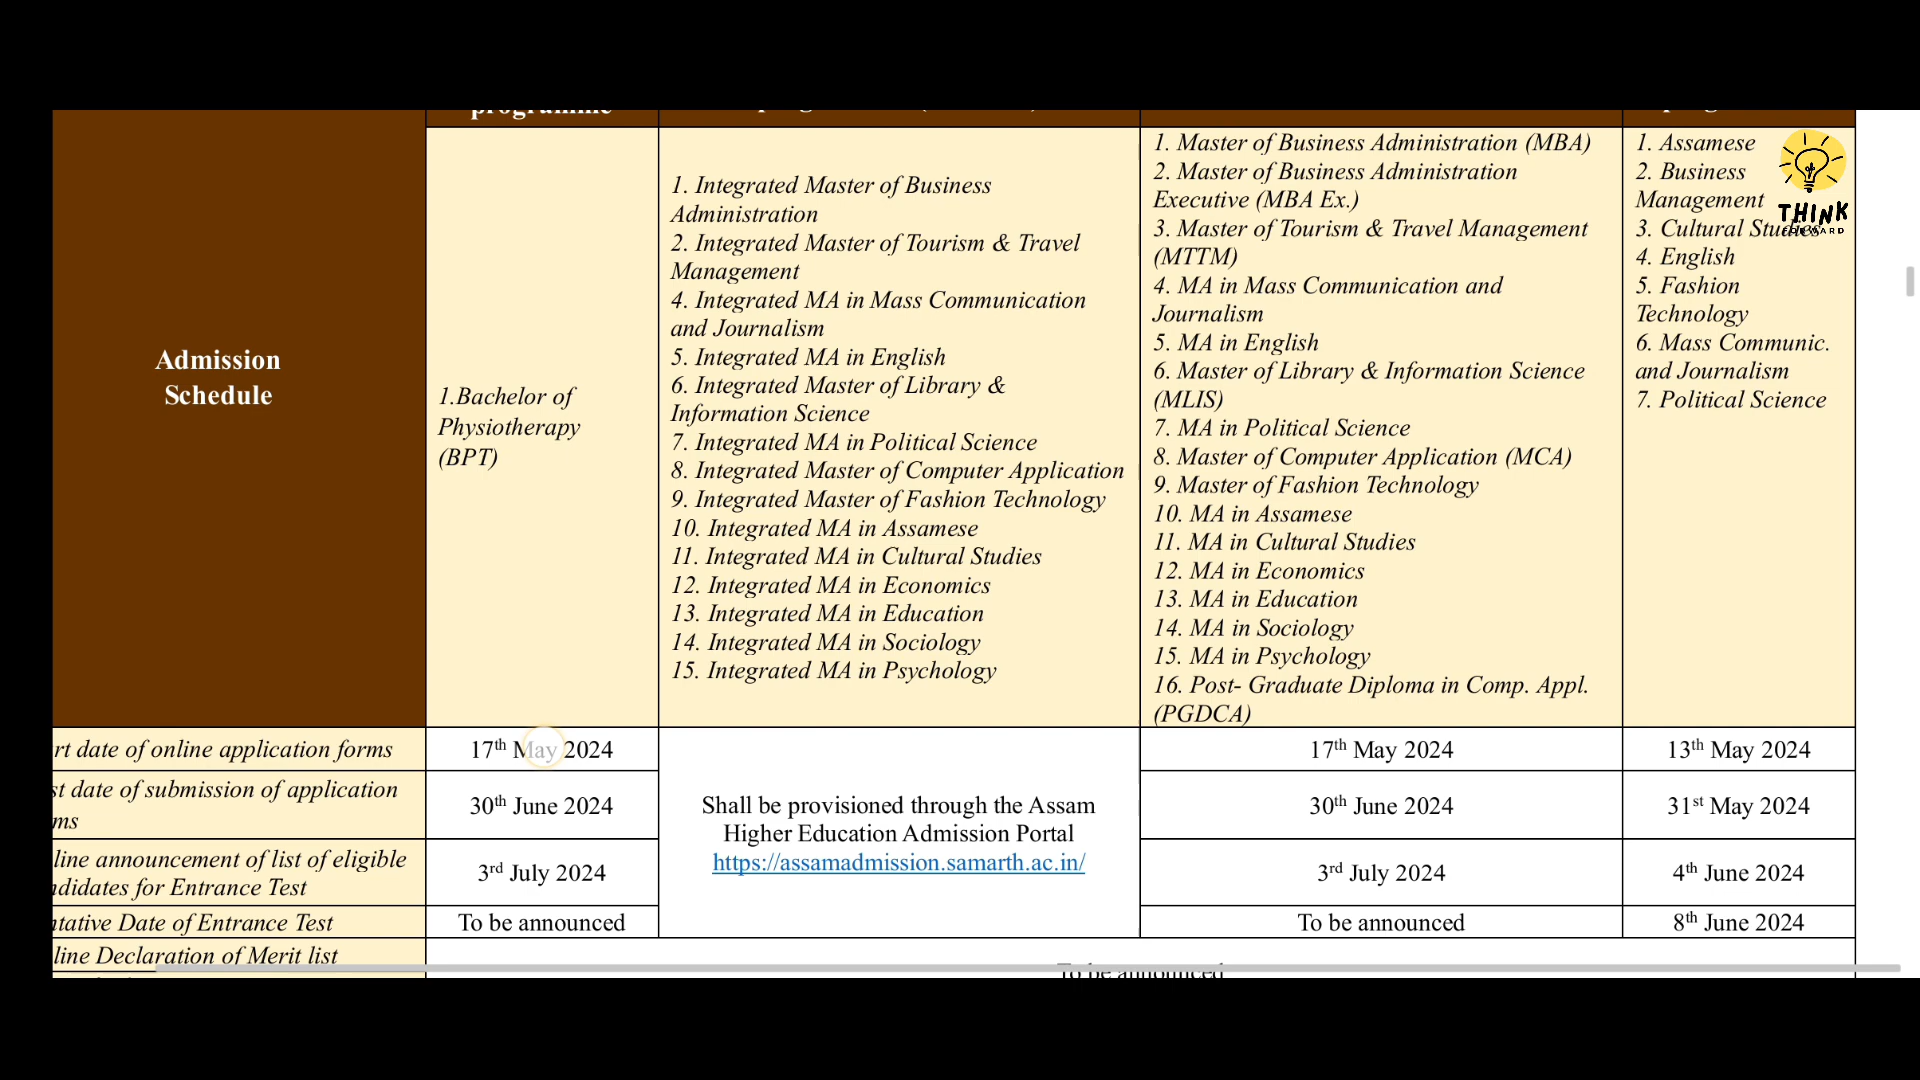 programme
Admission
Schedule
1.Bachelor of
Physiotherapy
(BPT)
1. Integrated Master of Business
Administration
2. Integrated Master of Tourism & Travel
Management
4. Integrated MA in Mass Communication
and Journalism
5. Integrated MA in English
6. Integrated Master of Library &
Information Science
7. Integrated MA in Political Science
8. Integrated Master of Computer Application
9. Integrated Master of Fashion Technology
10. Integrated MA in Assamese
11. Integrated MA in Cultural Studies
12. Integrated MA in Economics
13. Integrated MA in Education
14. Integrated MA in Sociology
15. Integrated MA in Psychology
1. Master of Business Administration (MBA)
2. Master of Business Administration
Executive (MBA Ex.)
3. Master of Tourism & Travel Management
(MTTM)
4. MA in Mass Communication and
Journalism
5. MA in English
6. Master of Library & Information Science
(MLIS)
7. MA in Political Science
8. Master of Computer Application (MCA)
9. Master of Fashion Technology
10. MA in Assamese
11. MA in Cultural Studies
12. MA in Economics
13. MA in Education
14. MA in Sociology
15. MA in Psychology
16. Post- Graduate Diploma in Comp. Appl.
(PGDCA)
1. Assamese
2. Business
Management
3. Cultural Studies
4. English
5. Fashion
Technology
6. Mass Communic.
and Journalism
7. Political Science
THINK
FORWARD
rt date of online application forms
17th May 2024
17th May 2024
13th May 2024
st date of submission of application
ms
30th June 2024
Shall be provisioned through the Assam
Higher Education Admission Portal
https://assamadmission.samarth.ac.in/
30th June 2024
31st May 2024
line announcement of list of eligible
ndidates for Entrance Test
3rd July 2024
3rd July 2024
4th June 2024
ntative Date of Entrance Test
To be announced
To be announced
8th June 2024
line Declaration of Merit list
To be announced